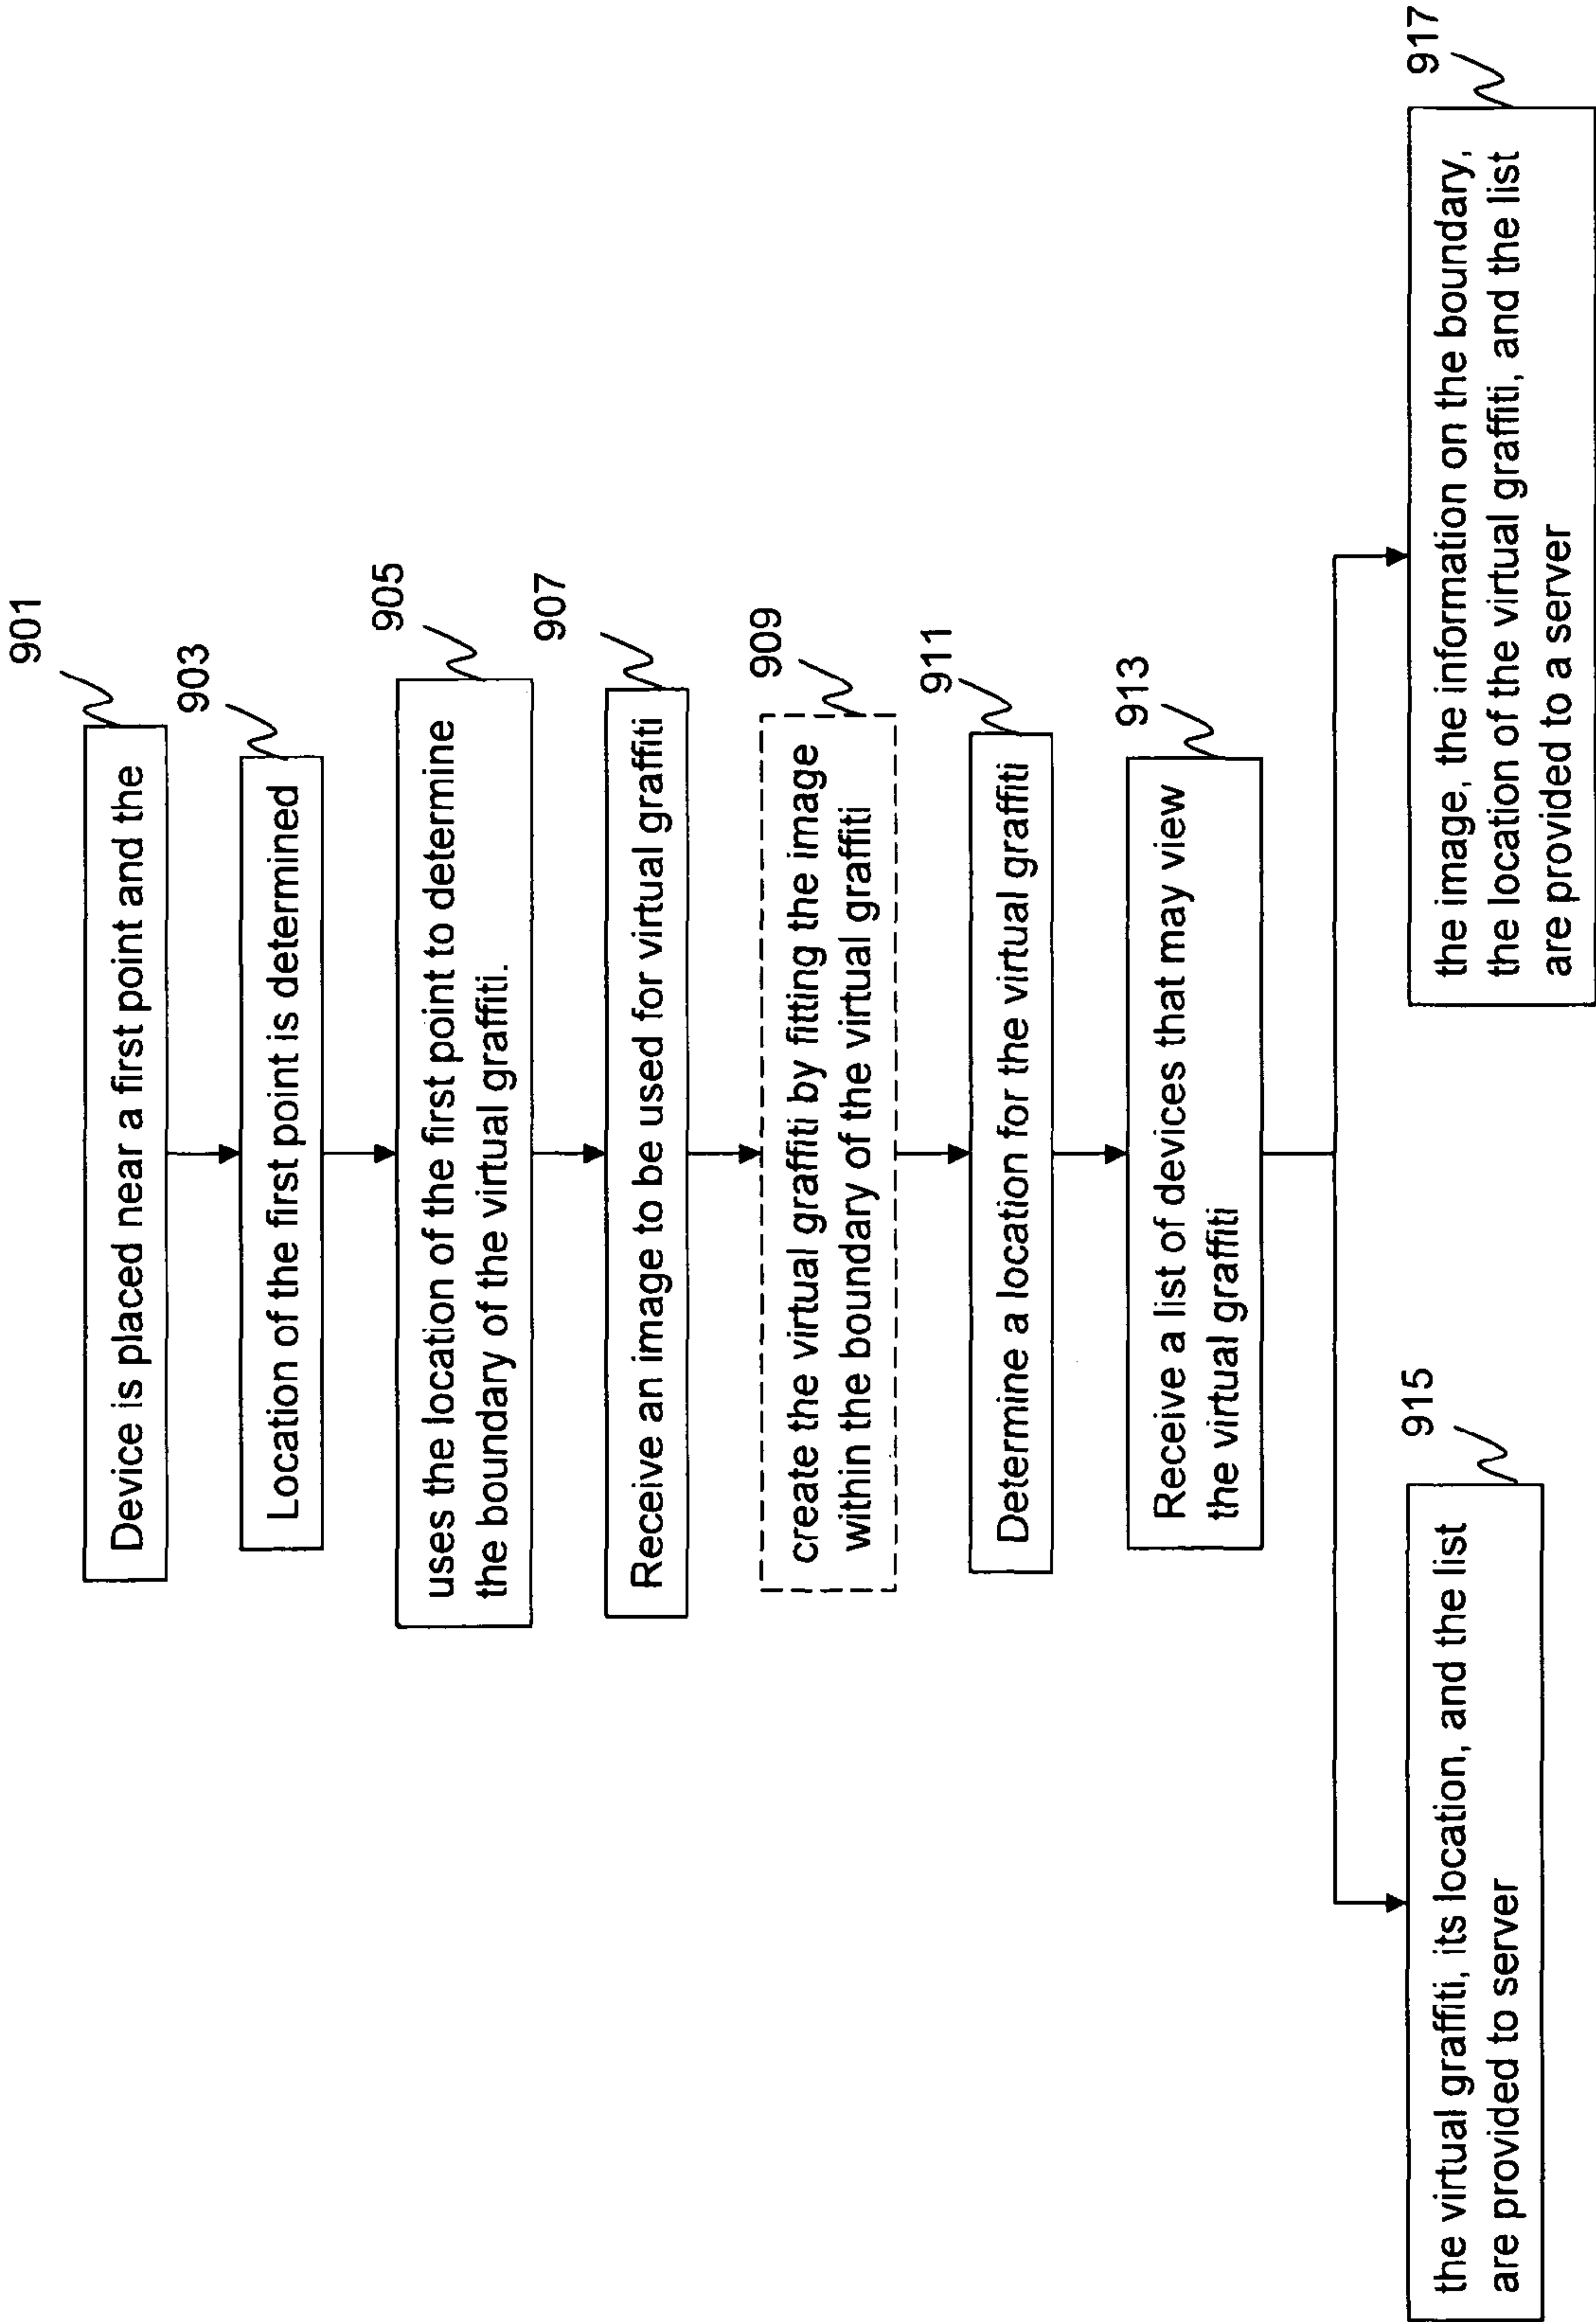 901
Device is placed near a first point and the
903
Location of the first point is determined
905
uses the location of the first point to determine
the boundary of the virtual graffiti.
907
Receive an image to be used for virtual graffiti
909
create the virtual graffiti by fitting the image
within the boundary of the virtual graffiti
911
Determine a location for the virtual graffiti
913
Receive a list of devices that may view
the virtual graffiti
915
the virtual graffiti, its location, and the list
are provided to server
917
the image, the information on the boundary,
the location of the virtual graffiti, and the list
are provided to a server